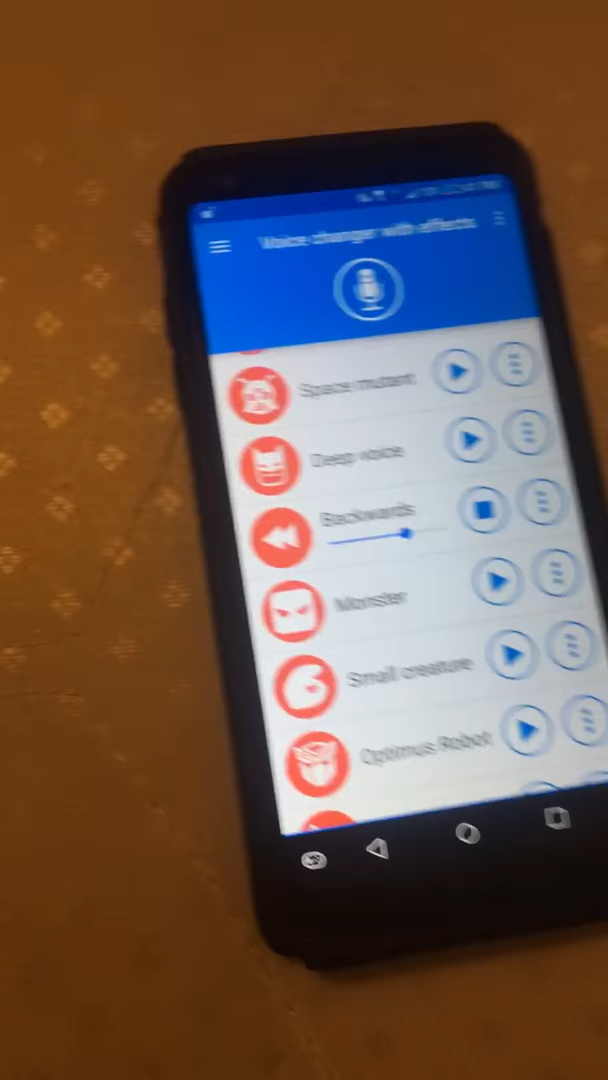 Voice changer with effects
Space mutant
Deep voice
Backwards
Monster
Small creature
Optimus Robot